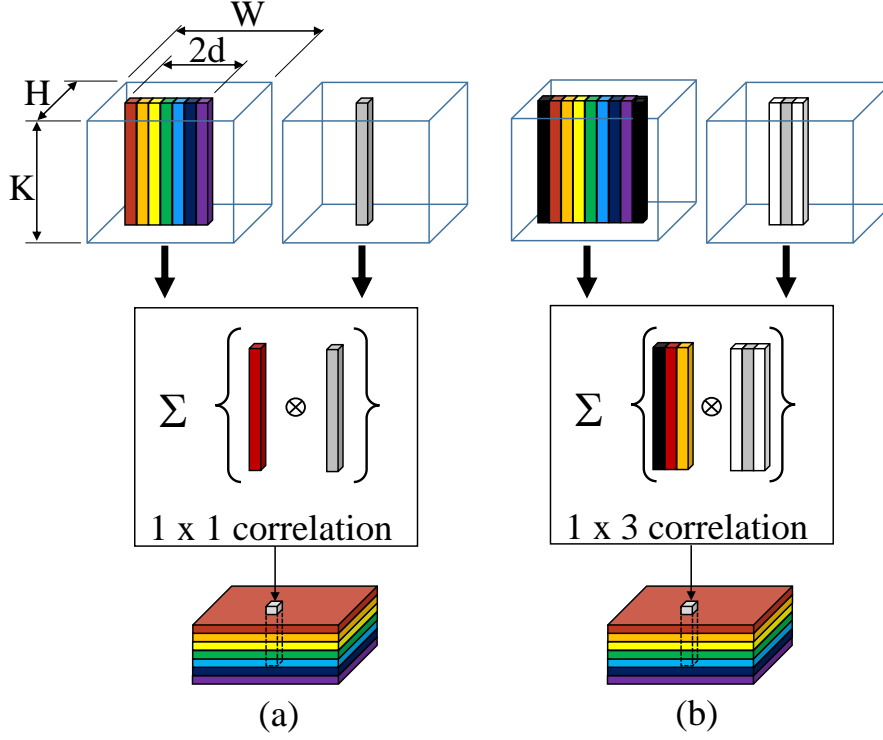 W
2d
H
K
Σ { ⊗ }
1 x 1 correlation
(a)
Σ { ⊗ }
1 x 3 correlation
(b)